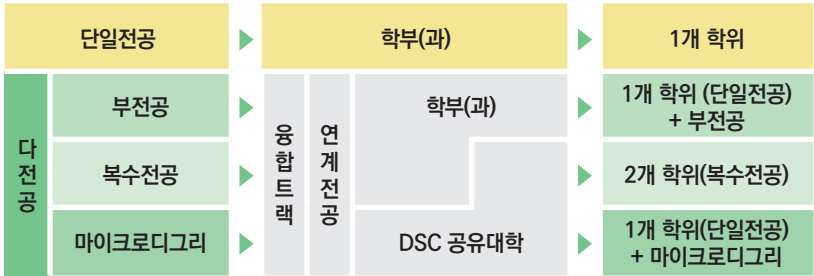 단일전공
학부(과)
1개 학위
다전공
부전공
복수전공
마이크로디그리
융합트랙
연계전공
학부(과)
DSC 공유대학
1개 학위 (단일전공)
+ 부전공
2개 학위(복수전공)
1개 학위(단일전공)
+ 마이크로디그리